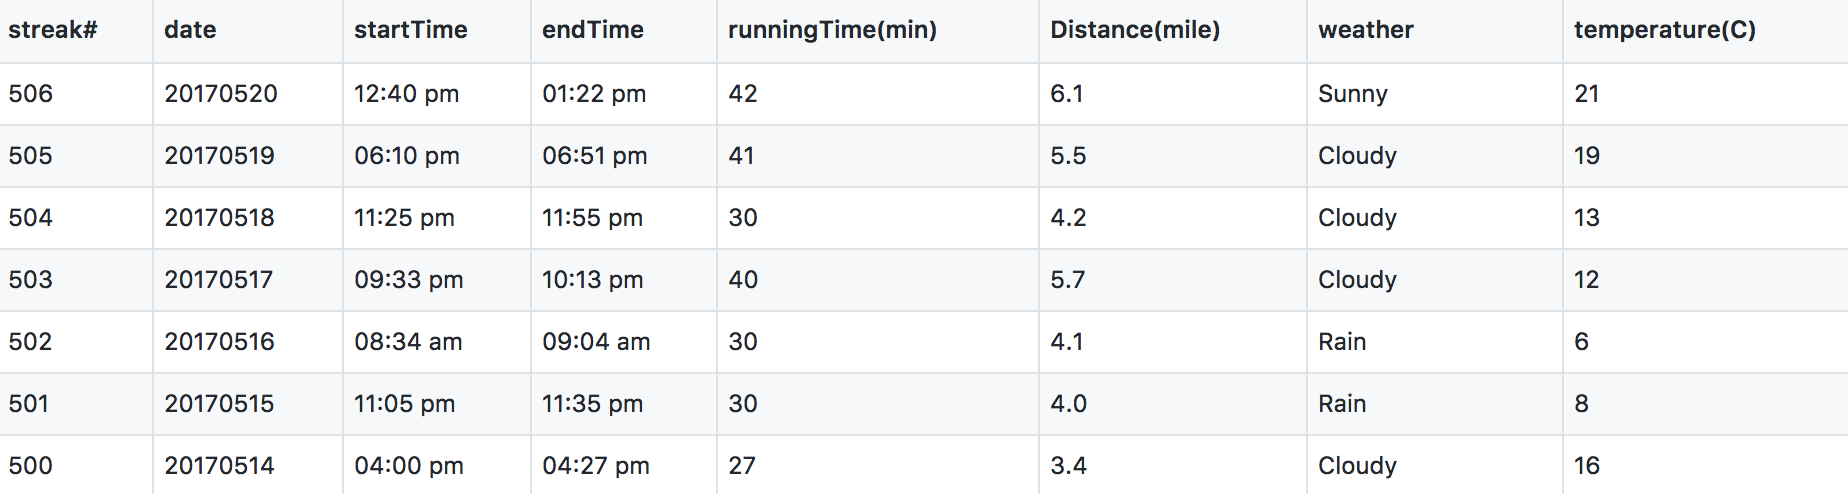 streak# date startTime endTime runningTime(min) Distance(mile) weather temperature(C)
506 20170520 12:40 pm 01:22 pm 42 6.1 Sunny 21
505 20170519 06:10 pm 06:51 pm 41 5.5 Cloudy 19
504 20170518 11:25 pm 11:55 pm 30 4.2 Cloudy 13
503 20170517 09:33 pm 10:13 pm 40 5.7 Cloudy 12
502 20170516 08:34 am 09:04 am 30 4.1 Rain 6
501 20170515 11:05 pm 11:35 pm 30 4.0 Rain 8
500 20170514 04:00 pm 04:27 pm 27 3.4 Cloudy 16